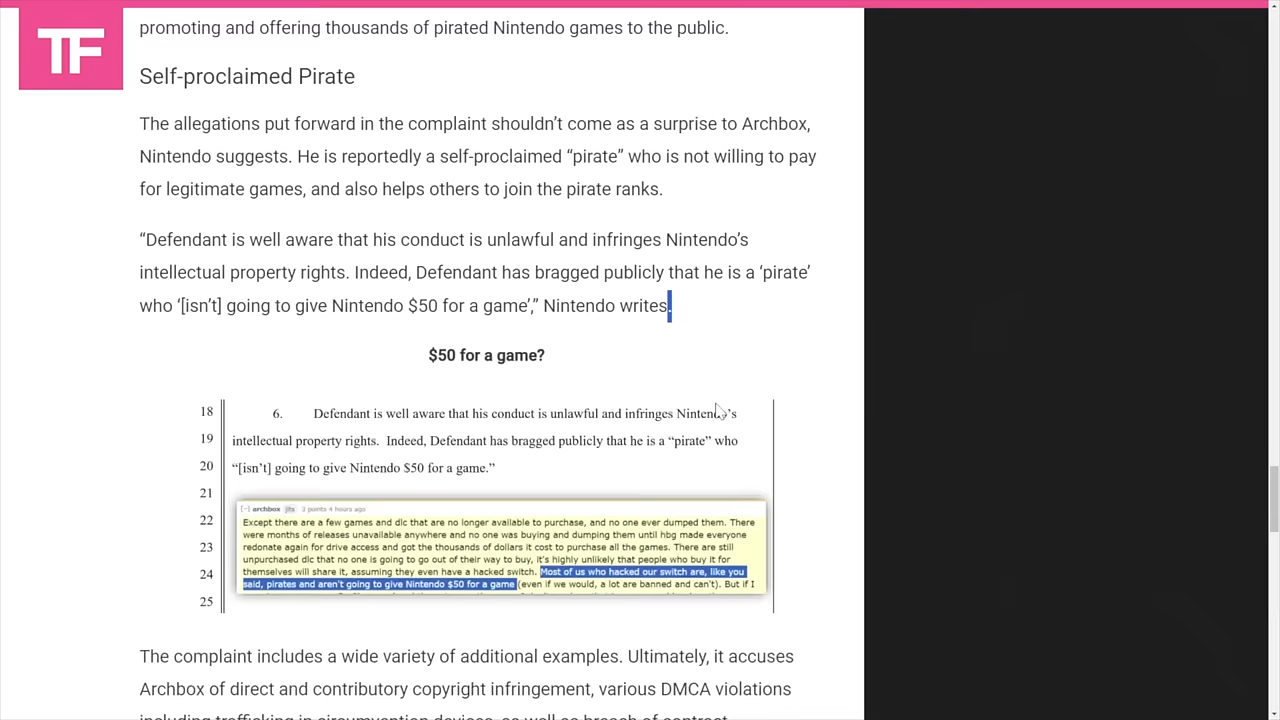 TF
promoting and offering thousands of pirated Nintendo games to the public.
Self-proclaimed Pirate
The allegations put forward in the complaint shouldn’t come as a surprise to Archbox,
Nintendo suggests. He is reportedly a self-proclaimed “pirate” who is not willing to pay
for legitimate games, and also helps others to join the pirate ranks.
“Defendant is well aware that his conduct is unlawful and infringes Nintendo’s
intellectual property rights. Indeed, Defendant has bragged publicly that he is a ‘pirate’
who ‘[isn’t] going to give Nintendo $50 for a game’,” Nintendo writes.
$50 for a game?
18 6. Defendant is well aware that his conduct is unlawful and infringes Nintendo’s
19 intellectual property rights. Indeed, Defendant has bragged publicly that he is a “pirate” who
20 “[isn’t] going to give Nintendo $50 for a game.”
21
[-] archbox jits 3 points 4 hours ago
22 Except there are a few games and dlc that are no longer available to purchase, and no one ever dumped them. There
were months of releases unavailable anywhere and no one was buying and dumping them until hbg made everyone
23 redonate again for drive access and got the thousands of dollars it cost to purchase all the games. There are still
unpurchased dlc that no one is going to go out of their way to buy, it's highly unlikely that people who buy it for
24 themselves will share it, assuming they even have a hacked switch. Most of us who hacked our switch are, like you
said, pirates and aren't going to give Nintendo $50 for a game (even if we would, a lot are banned and can't). But if I
25
The complaint includes a wide variety of additional examples. Ultimately, it accuses
Archbox of direct and contributory copyright infringement, various DMCA violations
including trafficking in circumvention devices, as well as breach of contract.